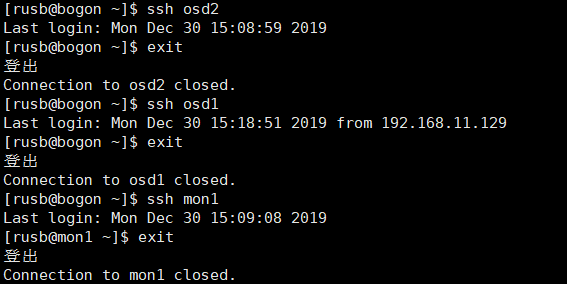 [rusb@bogon ~]$ ssh osd2
Last login: Mon Dec 30 15:08:59 2019
[rusb@bogon ~]$ exit
登出
Connection to osd2 closed.
[rusb@bogon ~]$ ssh osd1
Last login: Mon Dec 30 15:18:51 2019 from 192.168.11.129
[rusb@bogon ~]$ exit
登出
Connection to osd1 closed.
[rusb@bogon ~]$ ssh mon1
Last login: Mon Dec 30 15:09:08 2019
[rusb@mon1 ~]$ exit
登出
Connection to mon1 closed.